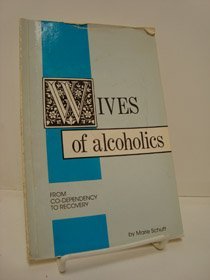 WIVES
of alcoholics
FROM
CO-DEPENDENCY
TO RECOVERY
by Marie Schutt